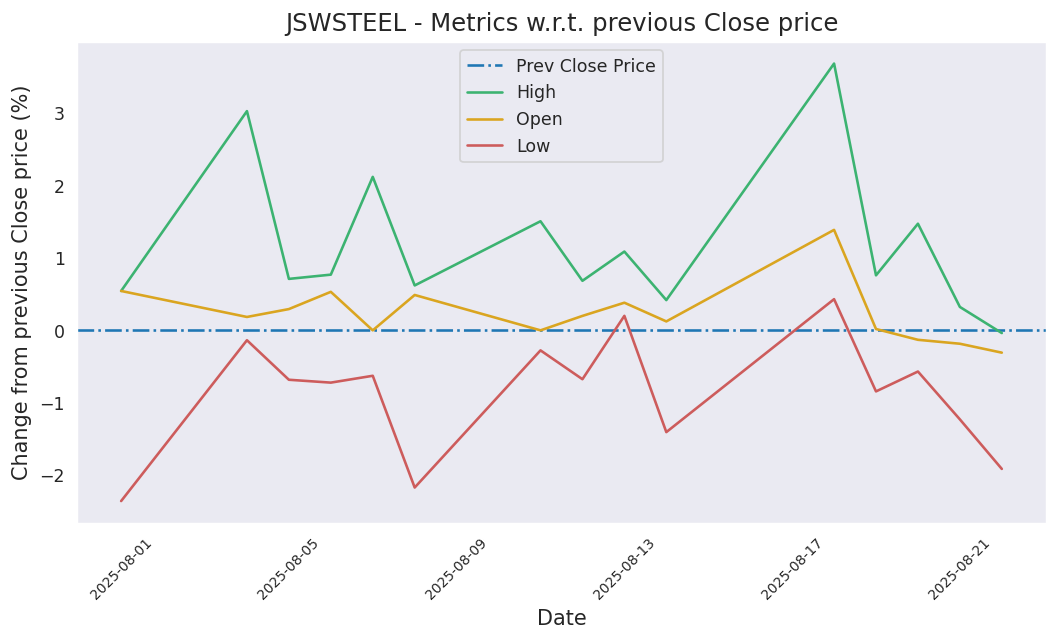 JSWSTEEL - Metrics w.r.t. previous Close price
Prev Close Price
High
Open
Low
Change from previous Close price (%)
3
2
1
0
−1
−2
2025-08-01
2025-08-05
2025-08-09
2025-08-13
2025-08-17
2025-08-21
Date